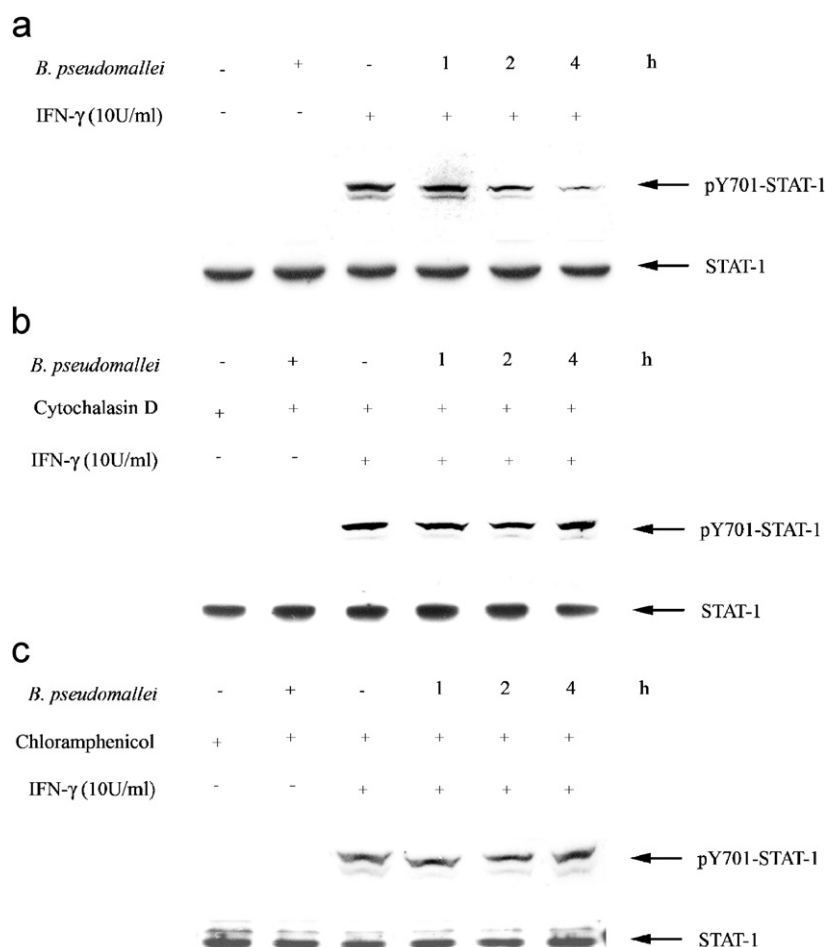 a
B. pseudomallei - + - 1 2 4 h
IFN-γ (10U/ml) - - + + + +
pY701-STAT-1
STAT-1
b
B. pseudomallei - + - 1 2 4 h
Cytochalasin D + + + + + +
IFN-γ (10U/ml) - - + + + +
pY701-STAT-1
STAT-1
c
B. pseudomallei - + - 1 2 4 h
Chloramphenicol + + + + + +
IFN-γ (10U/ml) - - + + + +
pY701-STAT-1
STAT-1